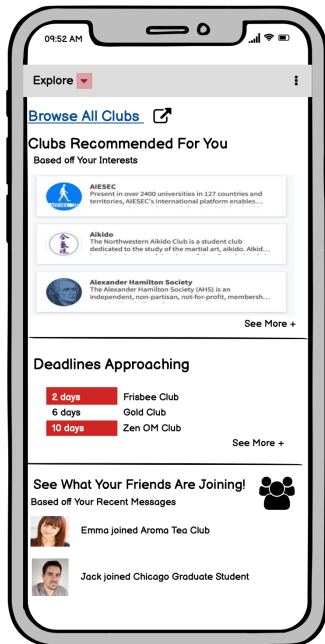 09:52 AM
Explore
Browse All Clubs
Clubs Recommended For You
Based off Your Interests
AIESEC
Present in over 2400 universities in 127 countries and
territories, AIESEC's international platform enables...
Aikido
The Northwestern Aikido Club is a student club
dedicated to the study of the martial art, aikido. Aikid...
Alexander Hamilton Society
The Alexander Hamilton Society (AHS) is an
independent, non-partisan, not-for-profit, membersh...
See More +
Deadlines Approaching
2 days Frisbee Club
6 days Gold Club
10 days Zen OM Club
See More +
See What Your Friends Are Joining!
Based off Your Recent Messages
Emma joined Aroma Tea Club
Jack joined Chicago Graduate Student